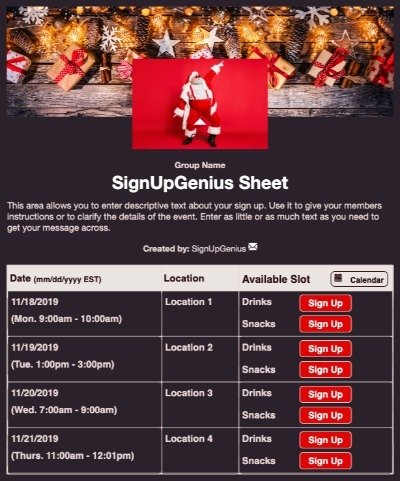 Group Name
SignUpGenius Sheet
This area allows you to enter descriptive text about your sign up. Use it to give your members
instructions or to clarify the details of the event. Enter as little or as much text as you need to
get your message across.
Created by: SignUpGenius
Date (mm/dd/yyyy EST) Location Available Slot Calendar
11/18/2019 Location 1 Drinks Sign Up
(Mon. 9:00am - 10:00am) Snacks Sign Up
11/19/2019 Location 2 Drinks Sign Up
(Tue. 1:00pm - 3:00pm) Snacks Sign Up
11/20/2019 Location 3 Drinks Sign Up
(Wed. 7:00am - 9:00am) Snacks Sign Up
11/21/2019 Location 4 Drinks Sign Up
(Thurs. 11:00am - 12:01pm) Snacks Sign Up